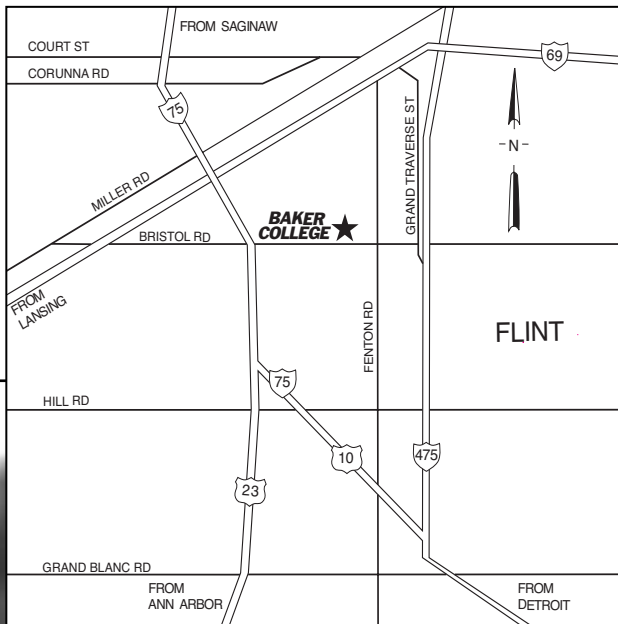 FROM SAGINAW
COURT ST
69
CORUNNA RD
75
GRAND TRAVERSE ST
-N-
MILLER RD
BAKER
COLLEGE
BRISTOL RD
FROM
LANSING
FENTON RD
FLINT
75
HILL RD
10
475
23
GRAND BLANC RD
FROM
ANN ARBOR
FROM
DETROIT